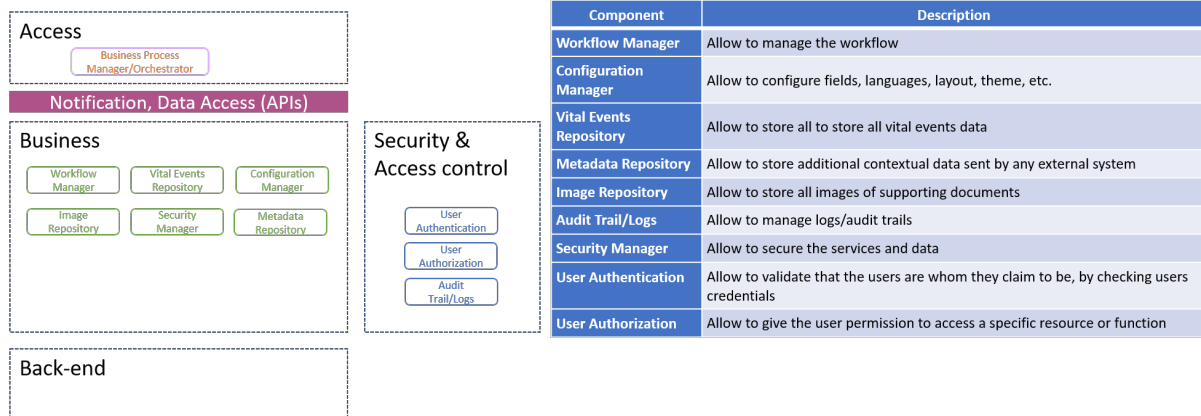 Access
Business Process
Manager/Orchestrator
Notification, Data Access (APIs)
Business
Workflow
Manager
Vital Events
Repository
Configuration
Manager
Image
Repository
Security
Manager
Metadata
Repository
Security &
Access control
User
Authentication
User
Authorization
Audit
Trail/Logs
Back-end
Component Description
Workflow Manager Allow to manage the workflow
Configuration
Manager
Allow to configure fields, languages, layout, theme, etc.
Vital Events
Repository
Allow to store all to store all vital events data
Metadata Repository Allow to store additional contextual data sent by any external system
Image Repository Allow to store all images of supporting documents
Audit Trail/Logs Allow to manage logs/audit trails
Security Manager Allow to secure the services and data
User Authentication Allow to validate that the users are whom they claim to be, by checking users
credentials
User Authorization Allow to give the user permission to access a specific resource or function